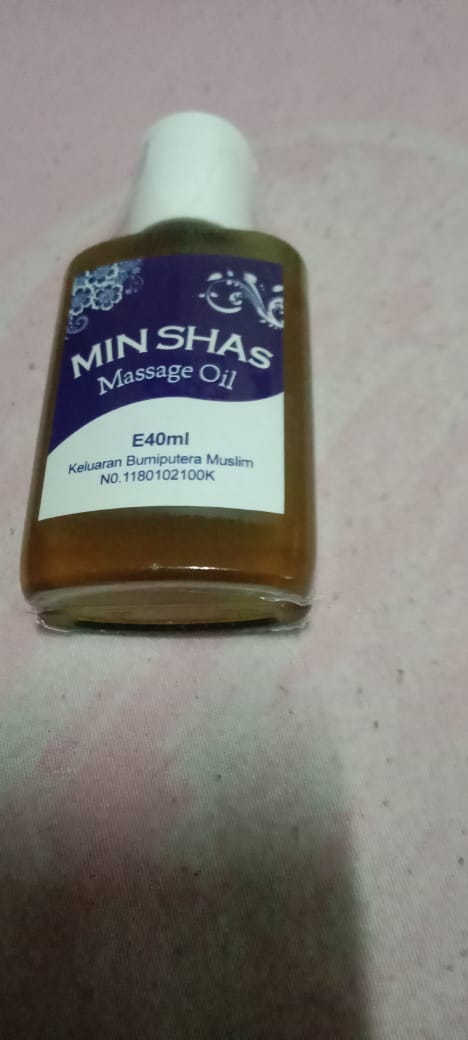 MIN SHAS
Massage Oil
E40ml
Keluaran Bumiputera Muslim
N0.1180102100K